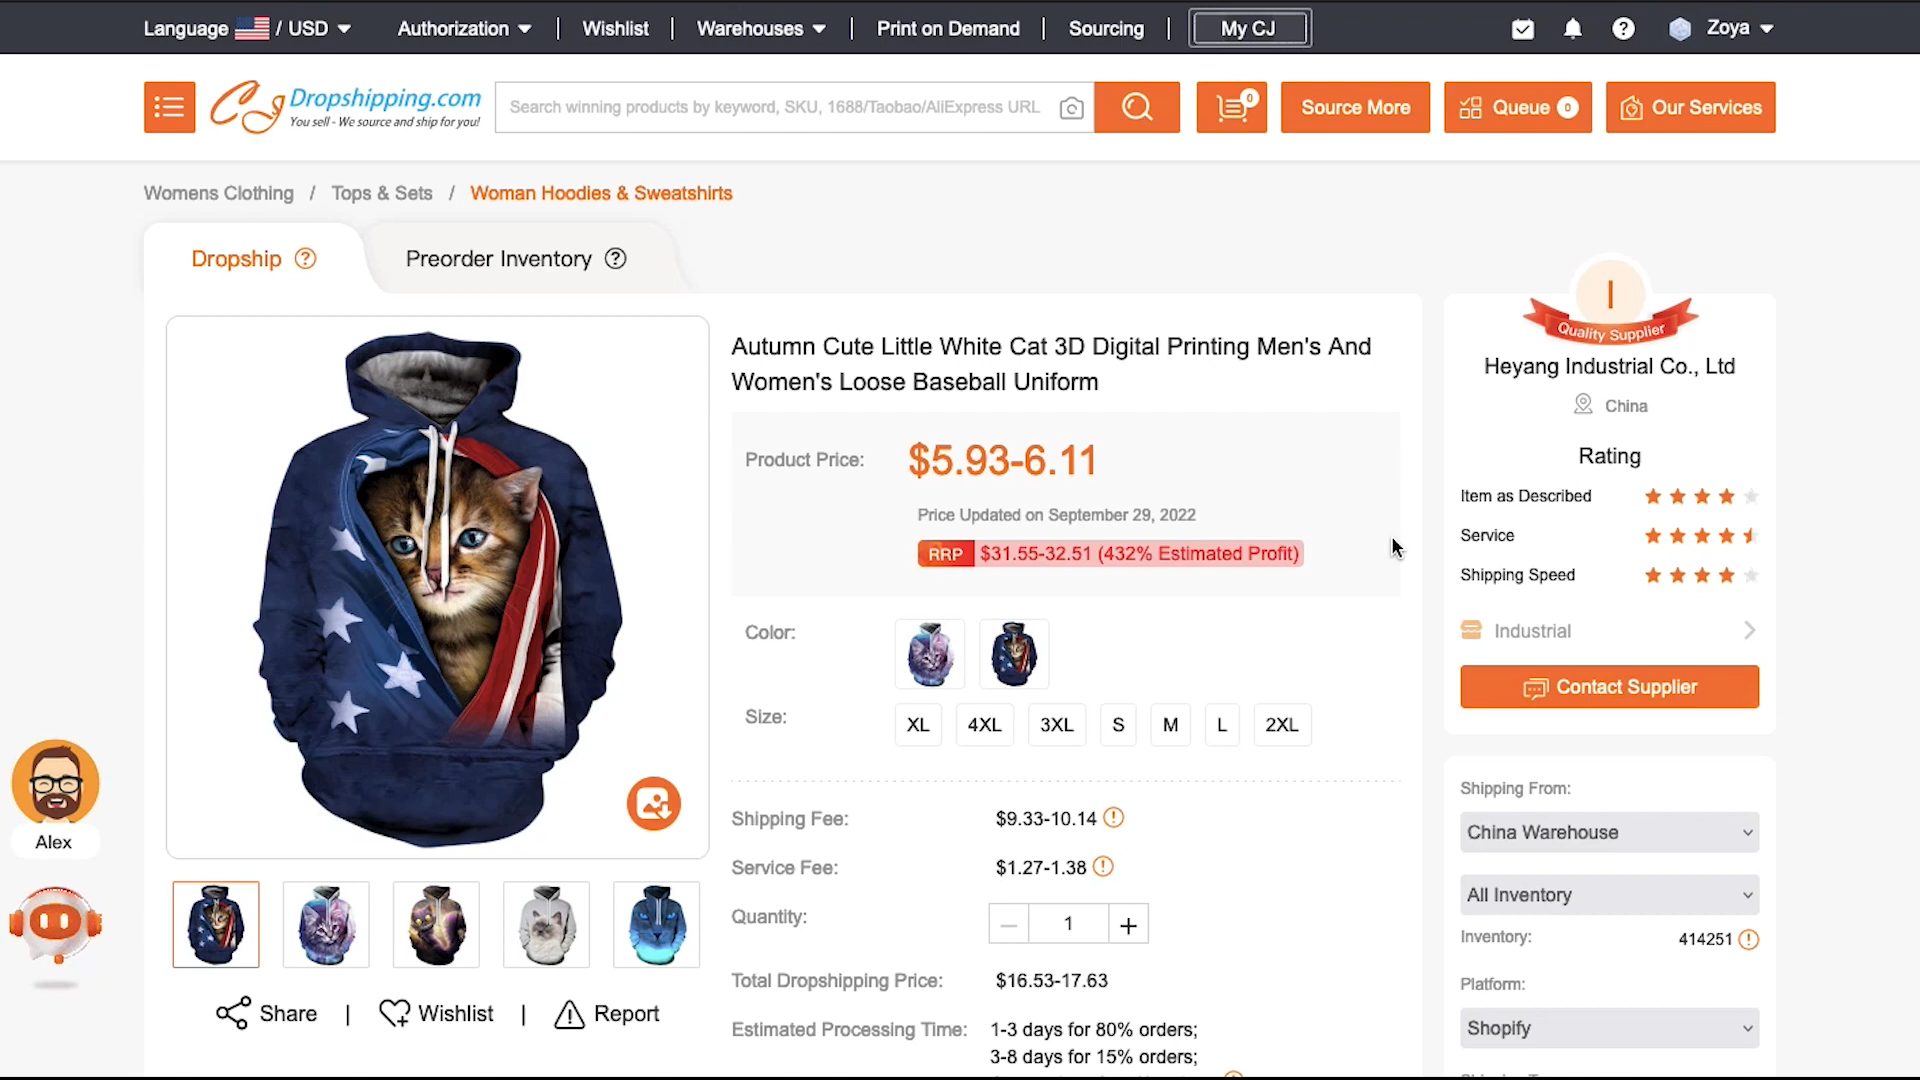 Language / USD
Authorization
Wishlist
Warehouses
Print on Demand
Sourcing
My CJ
Zoya
CJ Dropshipping.com
You sell - We source and ship for you!
Search winning products by keyword, SKU, 1688/Taobao/AliExpress URL
0
Source More
Queue 0
Our Services
Womens Clothing / Tops & Sets / Woman Hoodies & Sweatshirts
Dropship ?
Preorder Inventory ?
Autumn Cute Little White Cat 3D Digital Printing Men's And
Women's Loose Baseball Uniform
Product Price:
$5.93-6.11
Price Updated on September 29, 2022
RRP $31.55-32.51 (432% Estimated Profit)
Color:
Size:
XL 4XL 3XL S M L 2XL
Shipping Fee: $9.33-10.14
Service Fee: $1.27-1.38
Quantity: 1
Total Dropshipping Price: $16.53-17.63
Estimated Processing Time: 1-3 days for 80% orders;
3-8 days for 15% orders;
Share | Wishlist | Report
Alex
I
Quality Supplier
Heyang Industrial Co., Ltd
China
Rating
Item as Described
Service
Shipping Speed
Industrial
Contact Supplier
Shipping From:
China Warehouse
All Inventory
Inventory: 414251
Platform:
Shopify